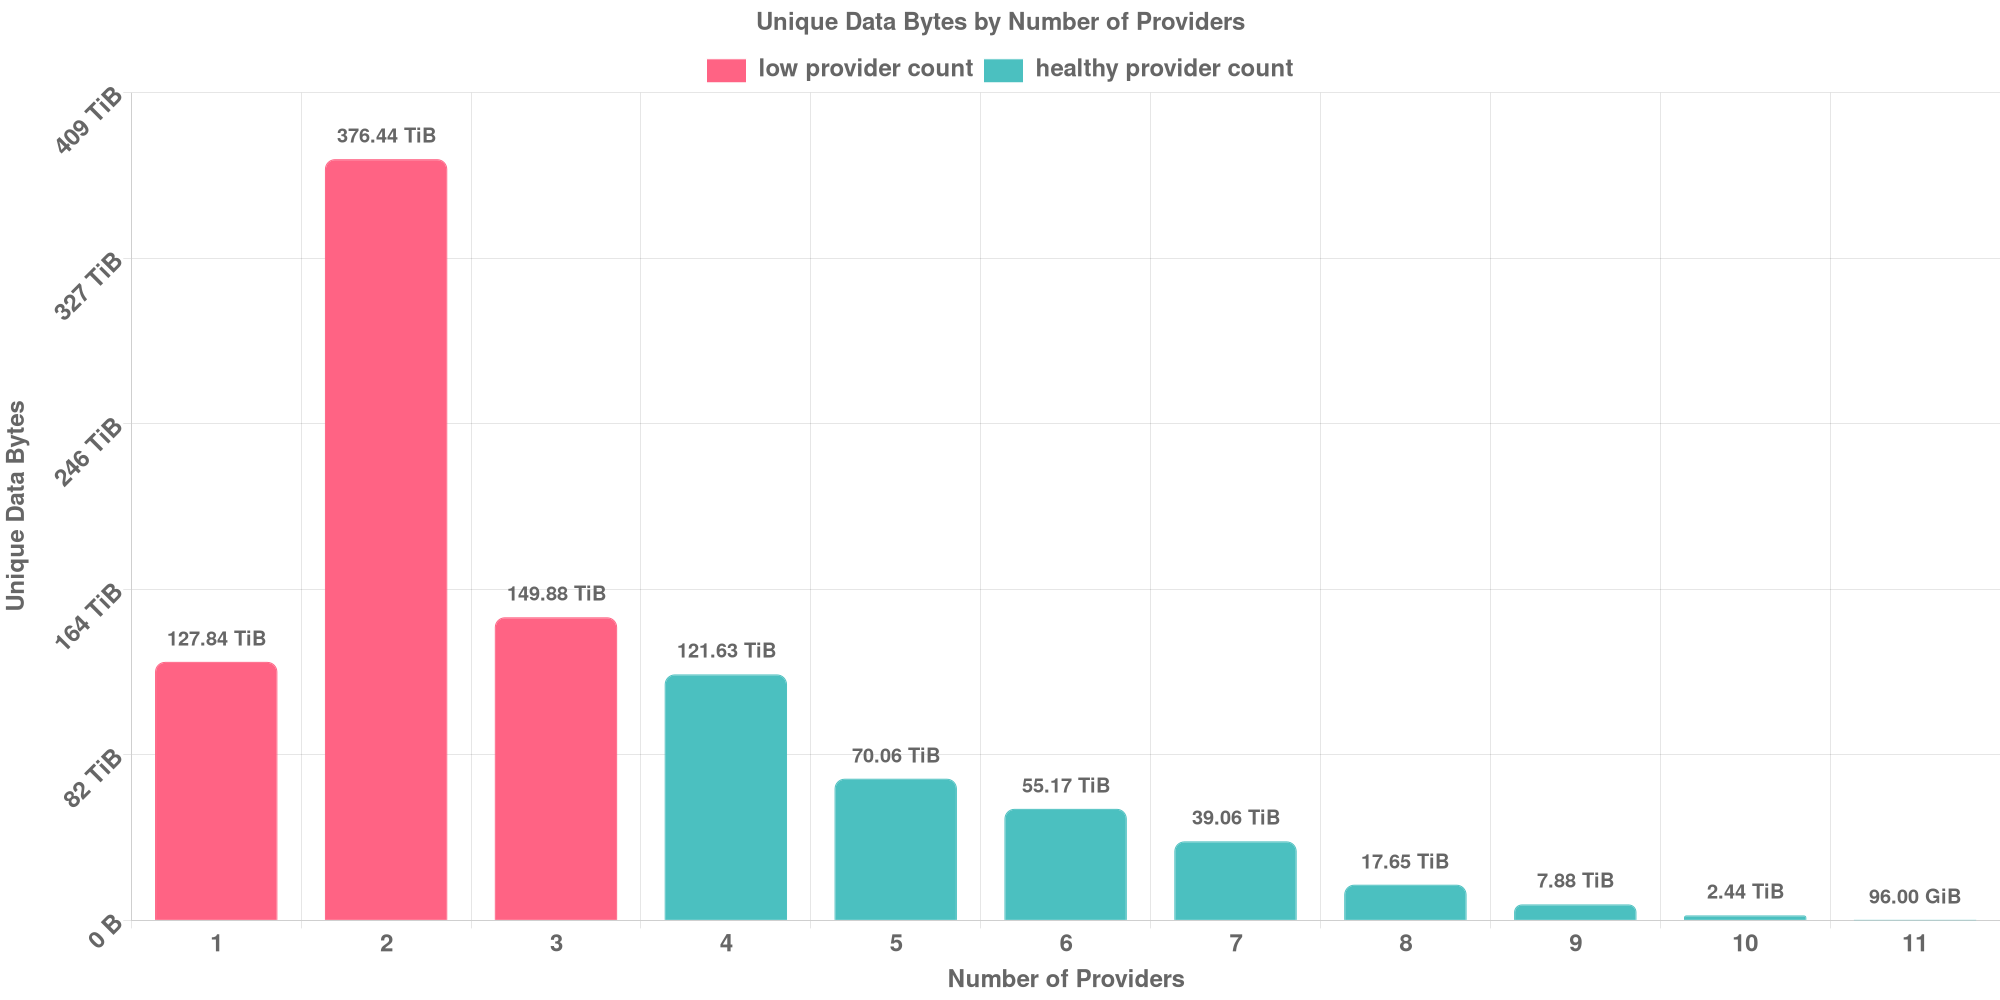 Unique Data Bytes by Number of Providers
low provider count
healthy provider count
409 TiB
327 TiB
246 TiB
164 TiB
82 TiB
0 B
Unique Data Bytes
127.84 TiB
376.44 TiB
149.88 TiB
121.63 TiB
70.06 TiB
55.17 TiB
39.06 TiB
17.65 TiB
7.88 TiB
2.44 TiB
96.00 GiB
1
2
3
4
5
6
7
8
9
10
11
Number of Providers